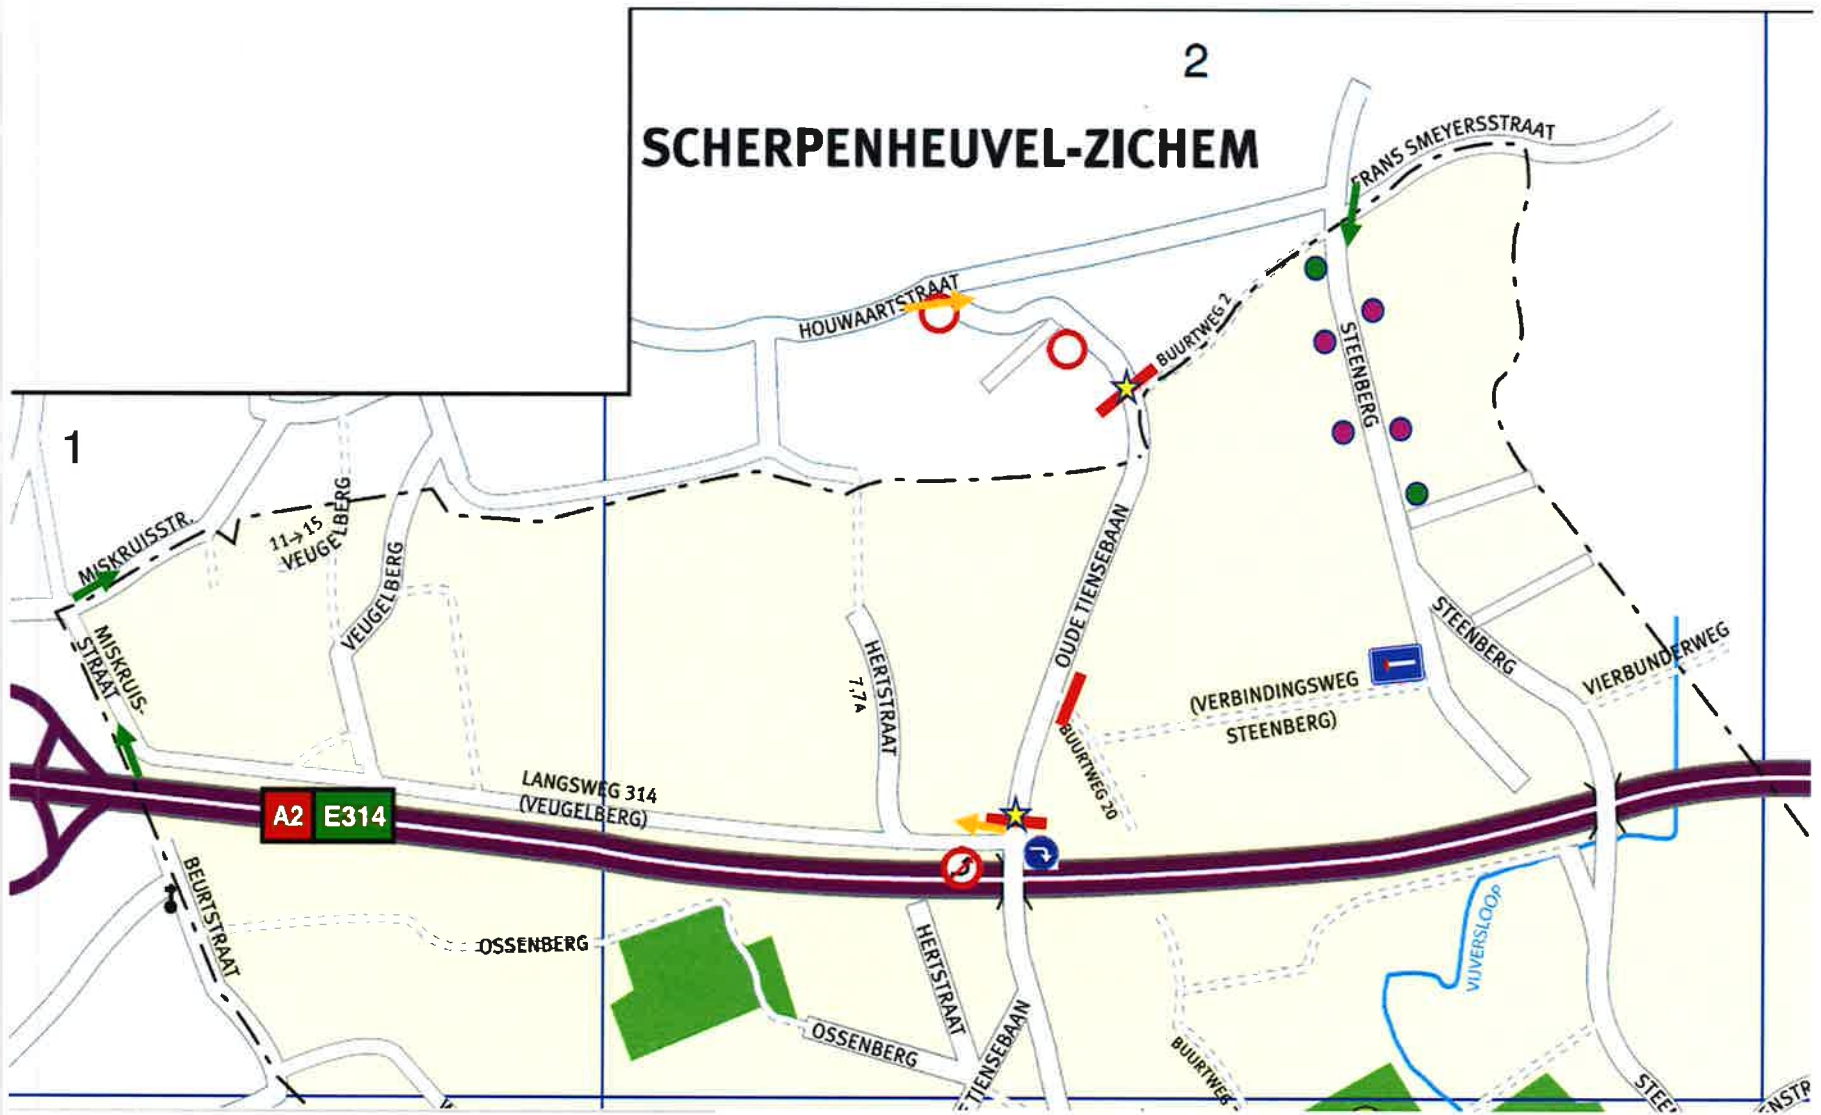 2
SCHERPENHEUVEL-ZICHEM
FRANS SMEYERSSTRAAT
HOUWAARTSTRAAT
BUURTWEG 2
STEENBERG
1
MISKRUISSTR.
11→15
VEUGELBERG
VEUGELBERG
OUDE TIENSEBAAN
MISKRUIS-
STRAAT
HERTSTRAAT
7,7A
STEENBERG
VIERBUNDERWEG
(VERBINDINGSWEG
STEENBERG)
BUURTWEG 20
LANGSWEG 314
(VEUGELBERG)
A2
E314
BEURTSTRAAT
OSSENBERG
HERTSTRAAT
VIJVERSLOOP
OSSENBERG
TIENSEBAAN
BUURTWEG
STEE
NSTR